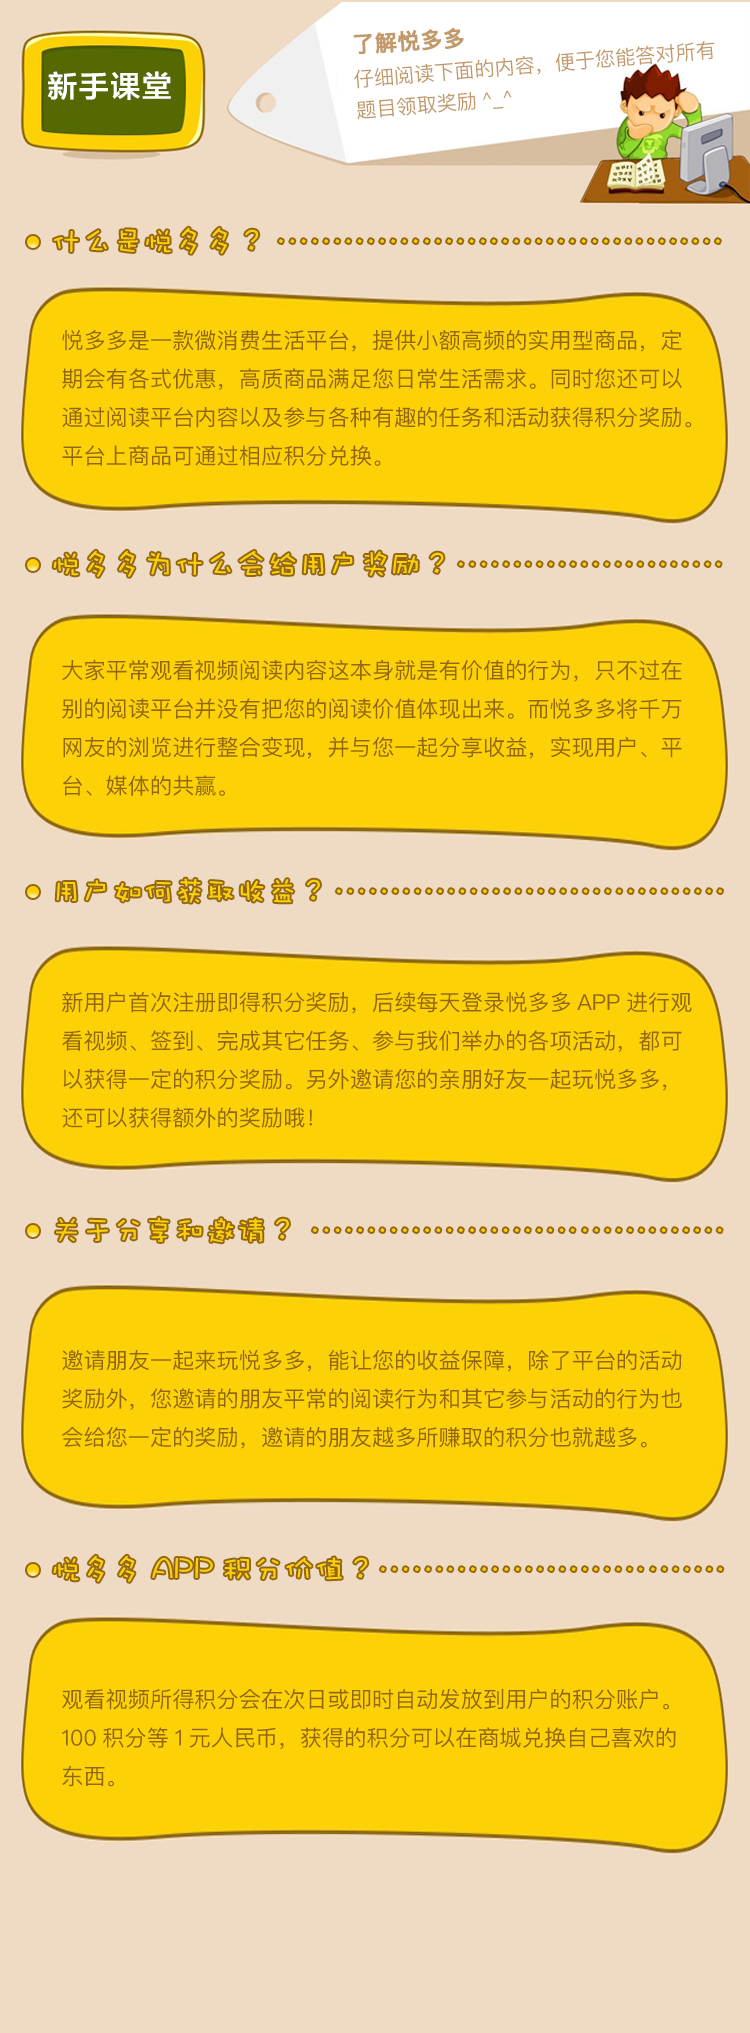 新手课堂
了解悦多多
仔细阅读下面的内容，便于您能答对所有
题目领取奖励 ^_^
什么是悦多多？
悦多多是一款微消费生活平台，提供小额高频的实用型商品，定
期会有各式优惠，高质商品满足您日常生活需求。同时您还可以
通过阅读平台内容以及参与各种有趣的任务和活动获得积分奖励。
平台上商品可通过相应积分兑换。
悦多多为什么会给用户奖励？
大家平常观看视频阅读内容这本身就是有价值的行为，只不过在
别的阅读平台并没有把您的阅读价值体现出来。而悦多多将千万
网友的浏览进行整合变现，并与您一起分享收益，实现用户、平
台、媒体的共赢。
用户如何获取收益？
新用户首次注册即得积分奖励，后续每天登录悦多多 APP 进行观
看视频、签到、完成其它任务、参与我们举办的各项活动，都可
以获得一定的积分奖励。另外邀请您的亲朋好友一起玩悦多多，
还可以获得额外的奖励哦！
关于分享和邀请？
邀请朋友一起来玩悦多多，能让您的收益保障，除了平台的活动
奖励外，您邀请的朋友平常的阅读行为和其它参与活动的行为也
会给您一定的奖励，邀请的朋友越多所赚取的积分也就越多。
悦多多 APP 积分价值？
观看视频所得积分会在次日或即时自动发放到用户的积分账户。
100 积分等 1 元人民币，获得的积分可以在商城兑换自己喜欢的
东西。